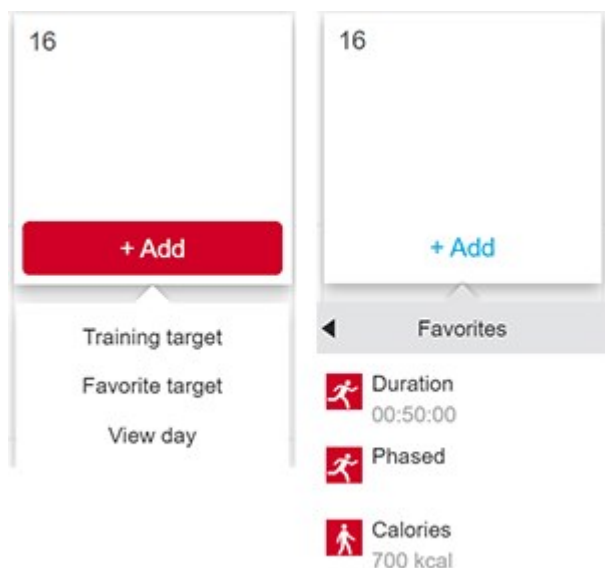 16
+ Add
Training target
Favorite target
View day
16
+ Add
Favorites
Duration
00:50:00
Phased
Calories
700 kcal